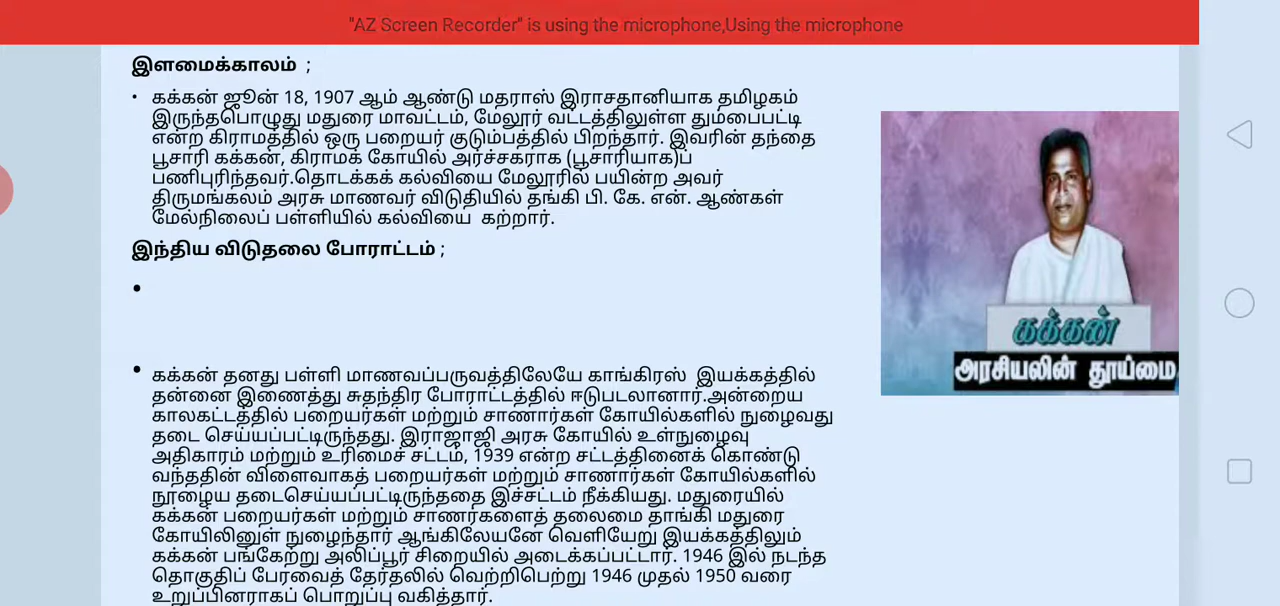 "AZ Screen Recorder" is using the microphone,Using the microphone
இளமைக்காலம் ;
• கக்கன் ஜூன் 18, 1907 ஆம் ஆண்டு மதராஸ் இராசதானியாக தமிழகம்
இருந்தபொழுது மதுரை மாவட்டம், மேலூர் வட்டத்திலுள்ள தும்பைபட்டி
என்ற கிராமத்தில் ஒரு பறையர் குடும்பத்தில் பிறந்தார். இவரின் தந்தை
பூசாரி கக்கன், கிராமக் கோயில் அர்ச்சகராக (பூசாரியாக)ப்
பணிபுரிந்தவர்.தொடக்கக் கல்வியை மேலூரில் பயின்ற அவர்
திருமங்கலம் அரசு மாணவர் விடுதியில் தங்கி பி. கே. என். ஆண்கள்
மேல்நிலைப் பள்ளியில் கல்வியை கற்றார்.
இந்திய விடுதலை போராட்டம் ;
•
• கக்கன் தனது பள்ளி மாணவப்பருவத்திலேயே காங்கிரஸ் இயக்கத்தில்
தன்னை இணைத்து சுதந்திர போராட்டத்தில் ஈடுபடலானார்.அன்றைய
காலகட்டத்தில் பறையர்கள் மற்றும் சாணார்கள் கோயில்களில் நுழைவது
தடை செய்யப்பட்டிருந்தது. இராஜாஜி அரசு கோயில் உள்நுழைவு
அதிகாரம் மற்றும் உரிமைச் சட்டம், 1939 என்ற சட்டத்தினைக் கொண்டு
வந்ததின் விளைவாகத் பறையர்கள் மற்றும் சாணார்கள் கோயில்களில்
நூழைய தடைசெய்யப்பட்டிருந்ததை இச்சட்டம் நீக்கியது. மதுரையில்
கக்கன் பறையர்கள் மற்றும் சாணர்களைத் தலைமை தாங்கி மதுரை
கோயிலினுள் நுழைந்தார் ஆங்கிலேயனே வெளியேறு இயக்கத்திலும்
கக்கன் பங்கேற்று அலிப்பூர் சிறையில் அடைக்கப்பட்டார். 1946 இல் நடந்த
தொகுதிப் பேரவைத் தேர்தலில் வெற்றிபெற்று 1946 முதல் 1950 வரை
உறுப்பினராகப் பொறுப்பு வகித்தார்.
கக்கன்
அரசியலின் தூய்மை